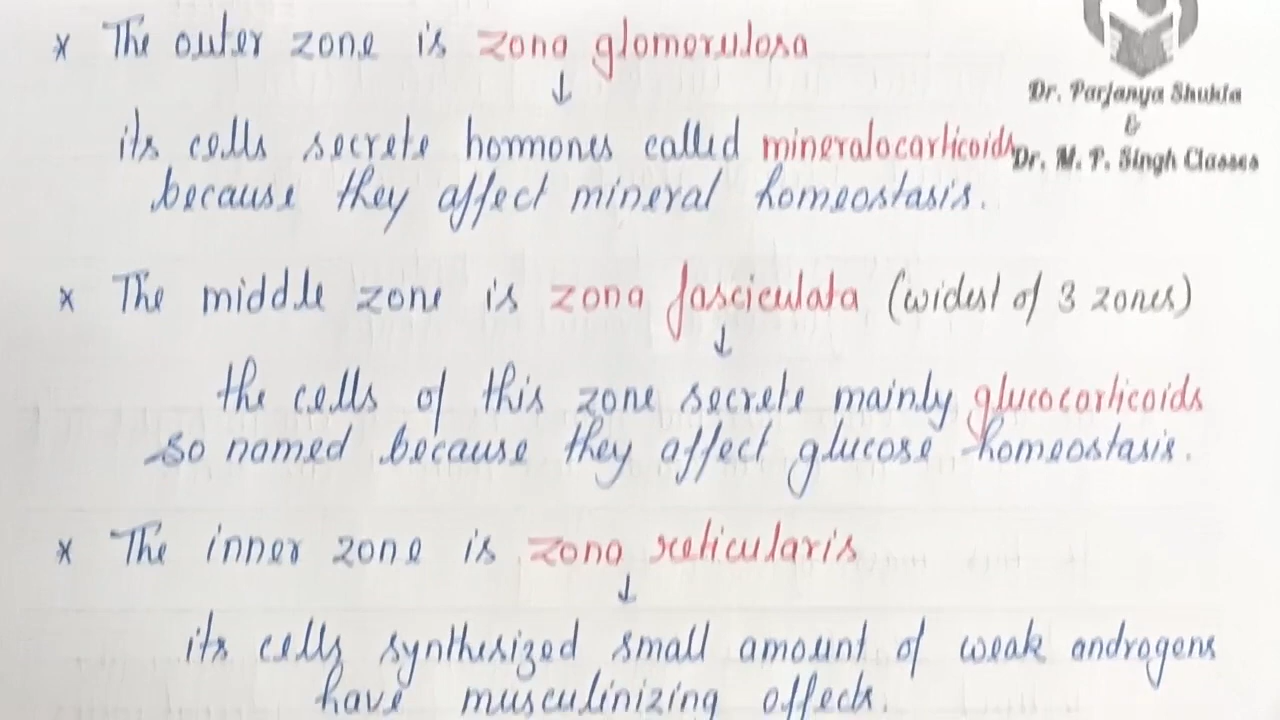 * The outer zone is zona glomerulosa
↓
its cells secrete hormones called mineralocorticoids
because they affect mineral homeostasis.
* The middle zone is zona fasciculata (widest of 3 zones)
↓
the cells of this zone secrete mainly glucocorticoids
so named because they affect glucose homeostasis.
* The inner zone is zona reticularis
↓
its cells synthesized small amount of weak androgens
have musculinizing effects.
Dr. Parjanya Shukla
&
Dr. M. P. Singh Classes